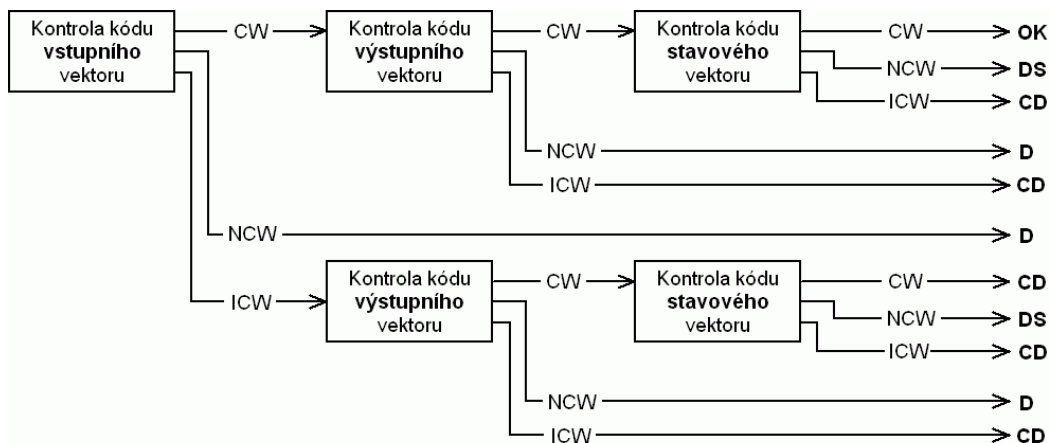 Kontrola kódu
vstupního
vektoru
CW
Kontrola kódu
výstupního
vektoru
CW
Kontrola kódu
stavového
vektoru
CW
OK
NCW
DS
ICW
CD
NCW
D
ICW
CD
NCW
D
ICW
Kontrola kódu
výstupního
vektoru
CW
Kontrola kódu
stavového
vektoru
CW
CD
NCW
DS
ICW
CD
NCW
D
ICW
CD